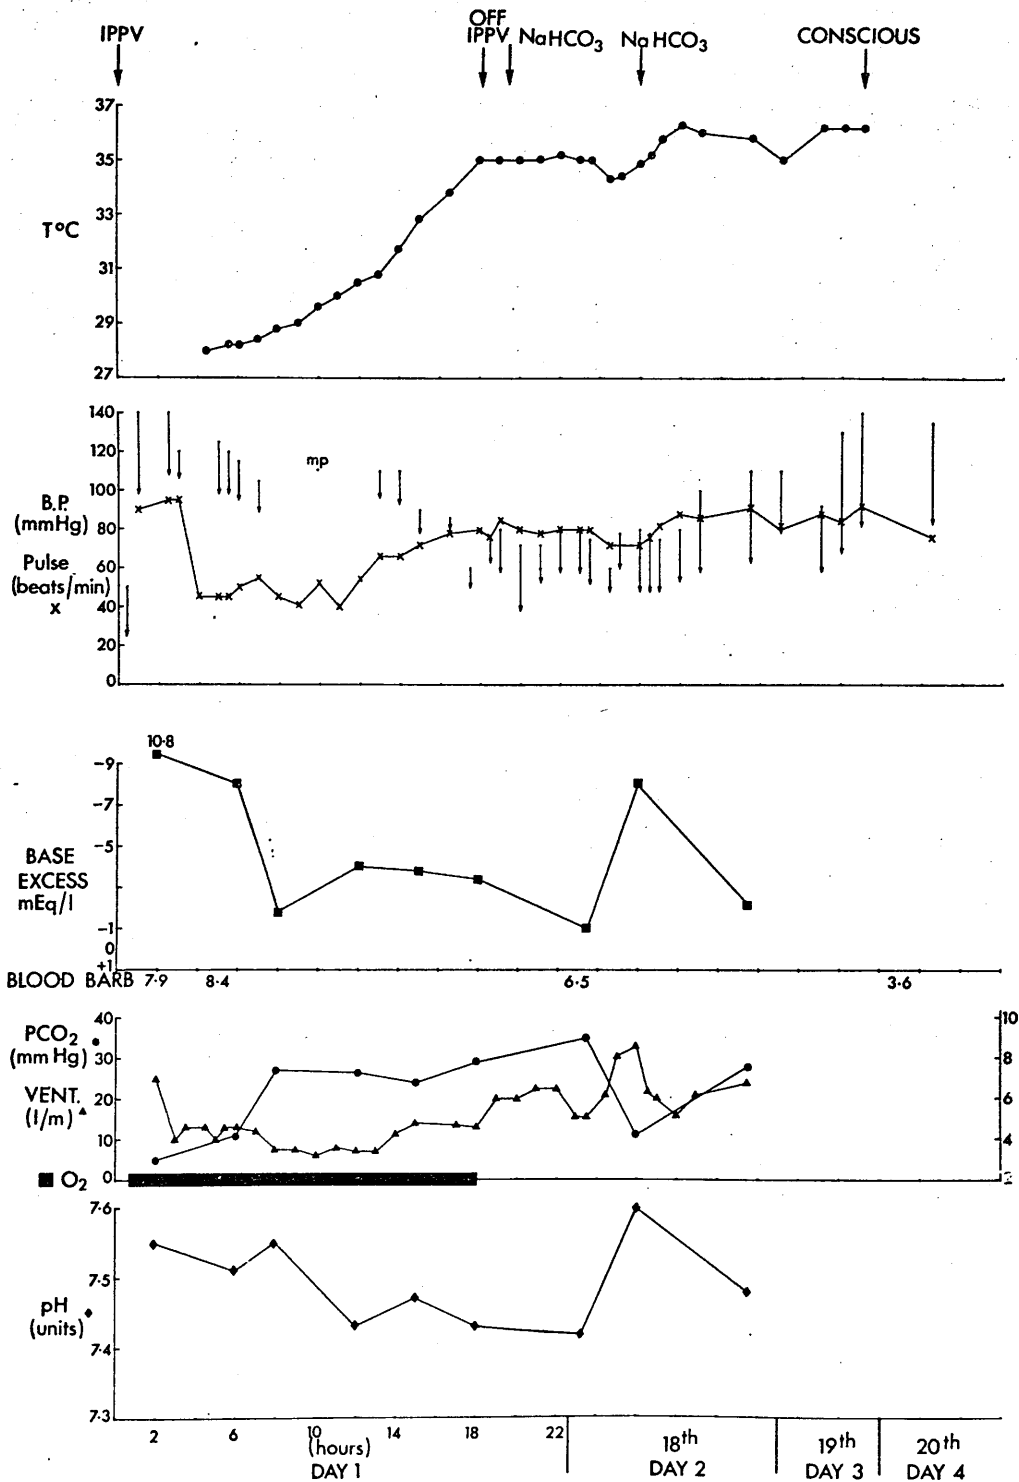 IPPV
OFF
IPPV
NaHCO3
NaHCO3
CONSCIOUS
37
35
33
31
29
27
T°C
140
120
100
80
60
40
20
0
B.P.
(mmHg)
Pulse
(beats/min)
x
mp
10·8
-9
-7
-5
-1
0
+1
BASE
EXCESS
mEq/l
BLOOD BARB 7·9 8·4 6·5 3·6
PCO2
(mm Hg)
VENT.
(l/m)
40
30
20
10
0
10
8
6
4
2
O2
7·6
7·5
7·4
7·3
pH
(units)
2 6 10 14 18 22
(hours)
DAY 1
18th
DAY 2
19th
DAY 3
20th
DAY 4